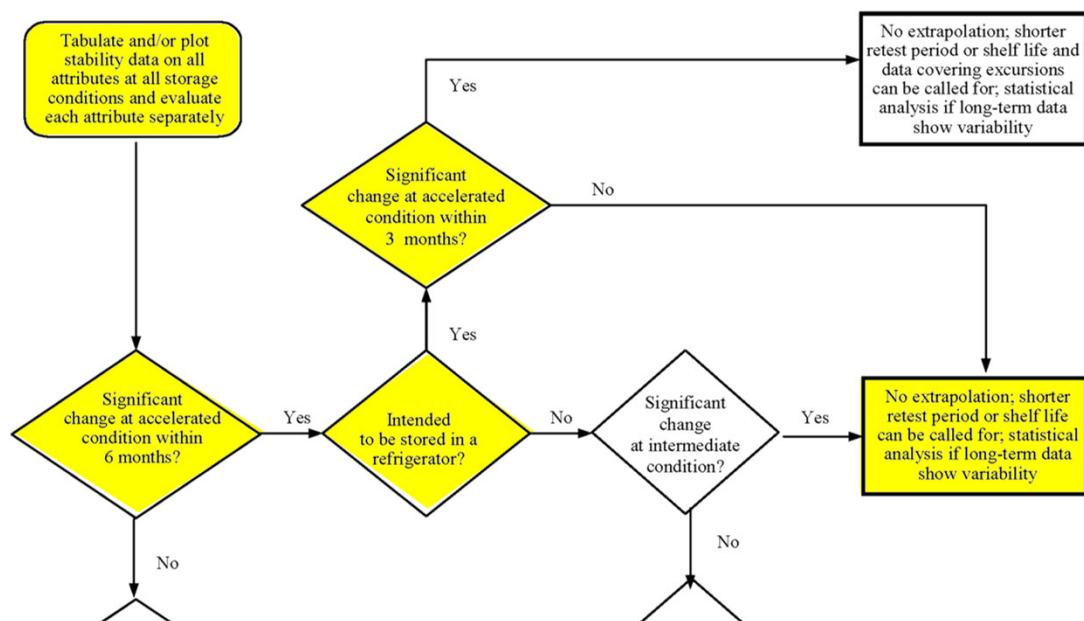 Tabulate and/or plot
stability data on all
attributes at all storage
conditions and evaluate
each attribute separately
No extrapolation; shorter
retest period or shelf life and
data covering excursions
can be called for; statistical
analysis if long-term data
show variability
Yes
Significant
change at accelerated
condition within
3 months?
No
Yes
Significant
change at accelerated
condition within
6 months?
Yes
Intended
to be stored in a
refrigerator?
No
Significant
change
at intermediate
condition?
Yes
No extrapolation; shorter
retest period or shelf life
can be called for; statistical
analysis if long-term data
show variability
No
No